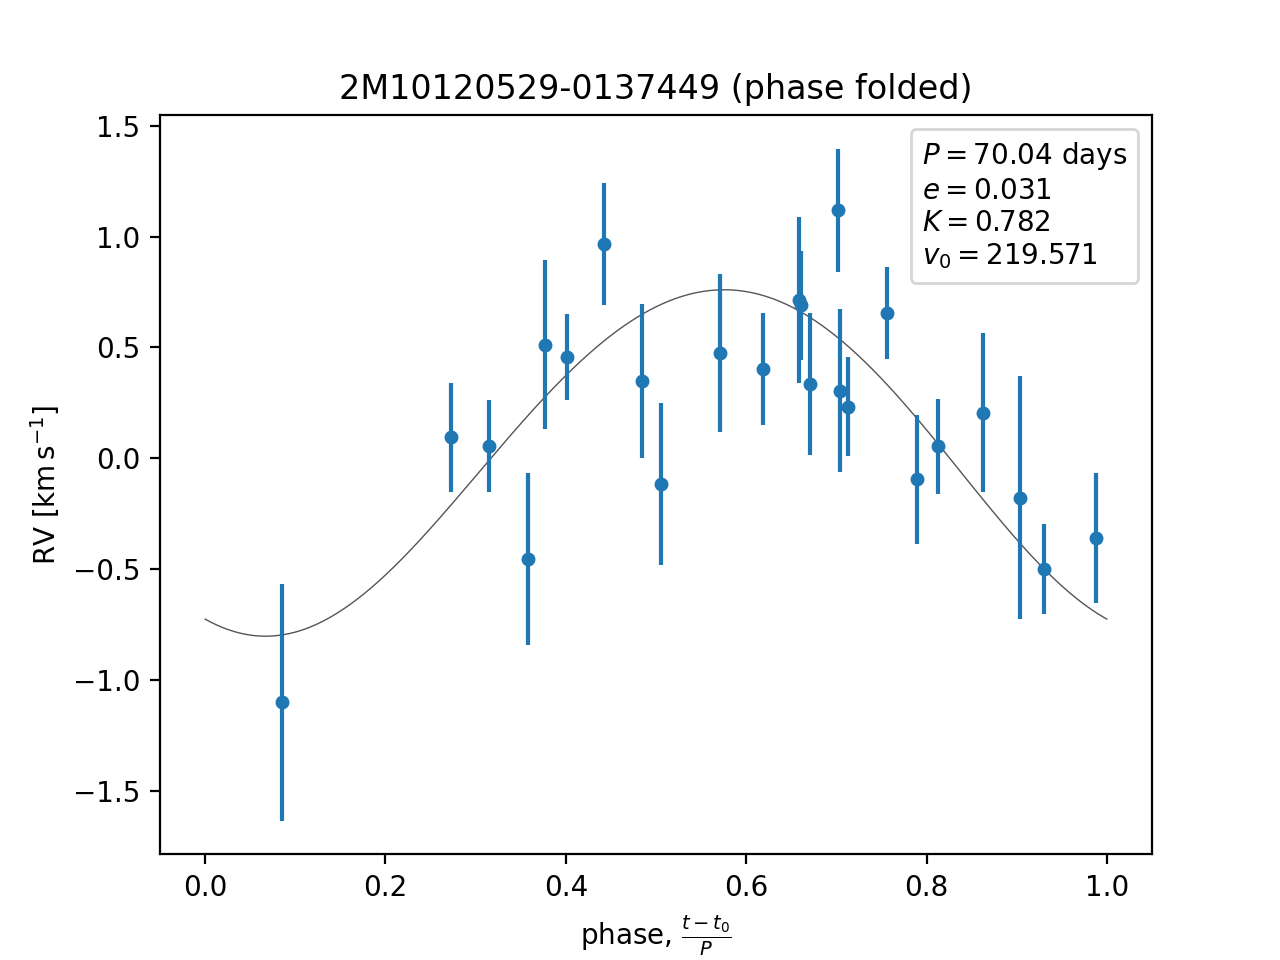 2M10120529-0137449 (phase folded)
P = 70.04 days
e = 0.031
K = 0.782
v₀ = 219.571
1.5
1.0
0.5
0.0
−0.5
−1.0
−1.5
RV [km s⁻¹]
0.0 0.2 0.4 0.6 0.8 1.0
phase, (t − t₀)/P